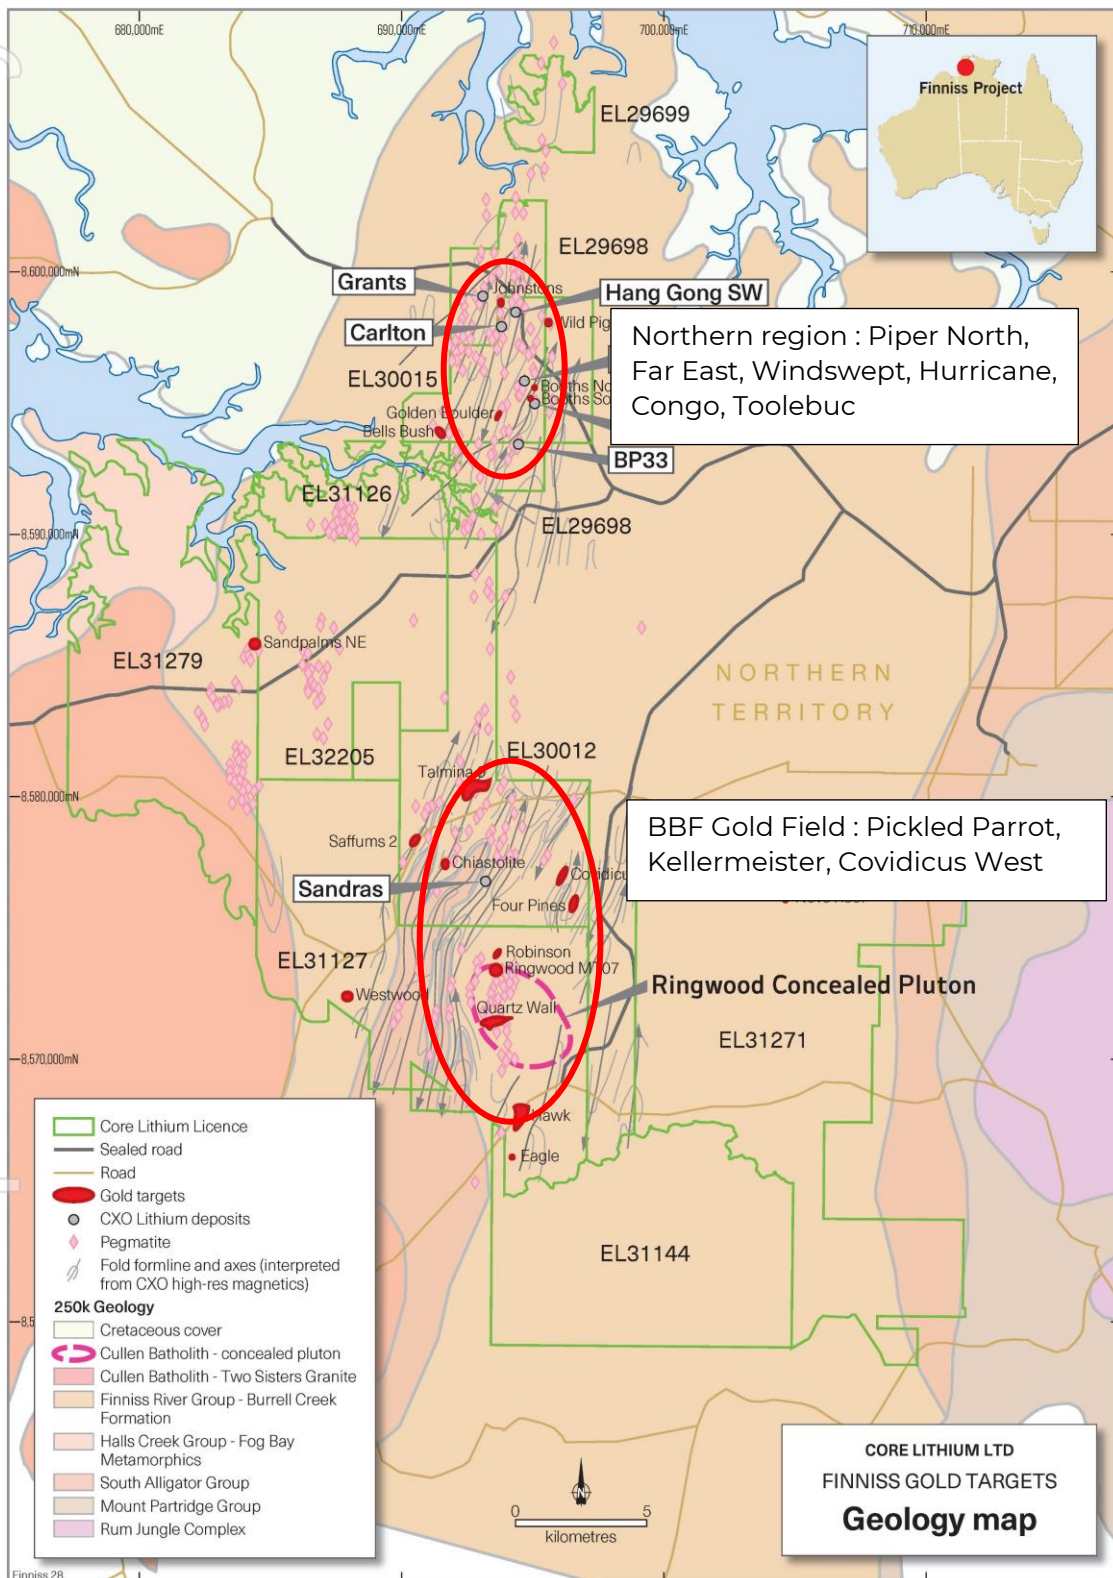 680,000mE
690,000mE
700,000mE
710,000mE
Finniss Project
EL29699
EL29698
8,600,000mN
Grants
Johnstons
Hang Gong SW
Carlton
Wild Pig
Northern region : Piper North,
Far East, Windswept, Hurricane,
Congo, Toolebuc
EL30015
Booths
Booths
Golden Boulder
Bells Bush
BP33
EL31126
EL29698
8,590,000mN
Sandpalms NE
EL31279
NORTHERN
TERRITORY
EL32205
EL30012
Talmina
8,580,000mN
BBF Gold Field : Pickled Parrot,
Kellermeister, Covidicus West
Saffums 2
Chiastolite
Sandras
Four Pines
Robinson
EL31127
Ringwood MT07
Westwood
Ringwood Concealed Pluton
Quartz Wall
EL31271
8,570,000mN
Hawk
Eagle
EL31144
Core Lithium Licence
Sealed road
Road
Gold targets
CXO Lithium deposits
Pegmatite
Fold formline and axes (interpreted
from CXO high-res magnetics)
250k Geology
Cretaceous cover
Cullen Batholith - concealed pluton
Cullen Batholith - Two Sisters Granite
Finniss River Group - Burrell Creek
Formation
Halls Creek Group - Fog Bay
Metamorphics
South Alligator Group
Mount Partridge Group
Rum Jungle Complex
N
0 5
kilometres
CORE LITHIUM LTD
FINNISS GOLD TARGETS
Geology map
Finniss 28